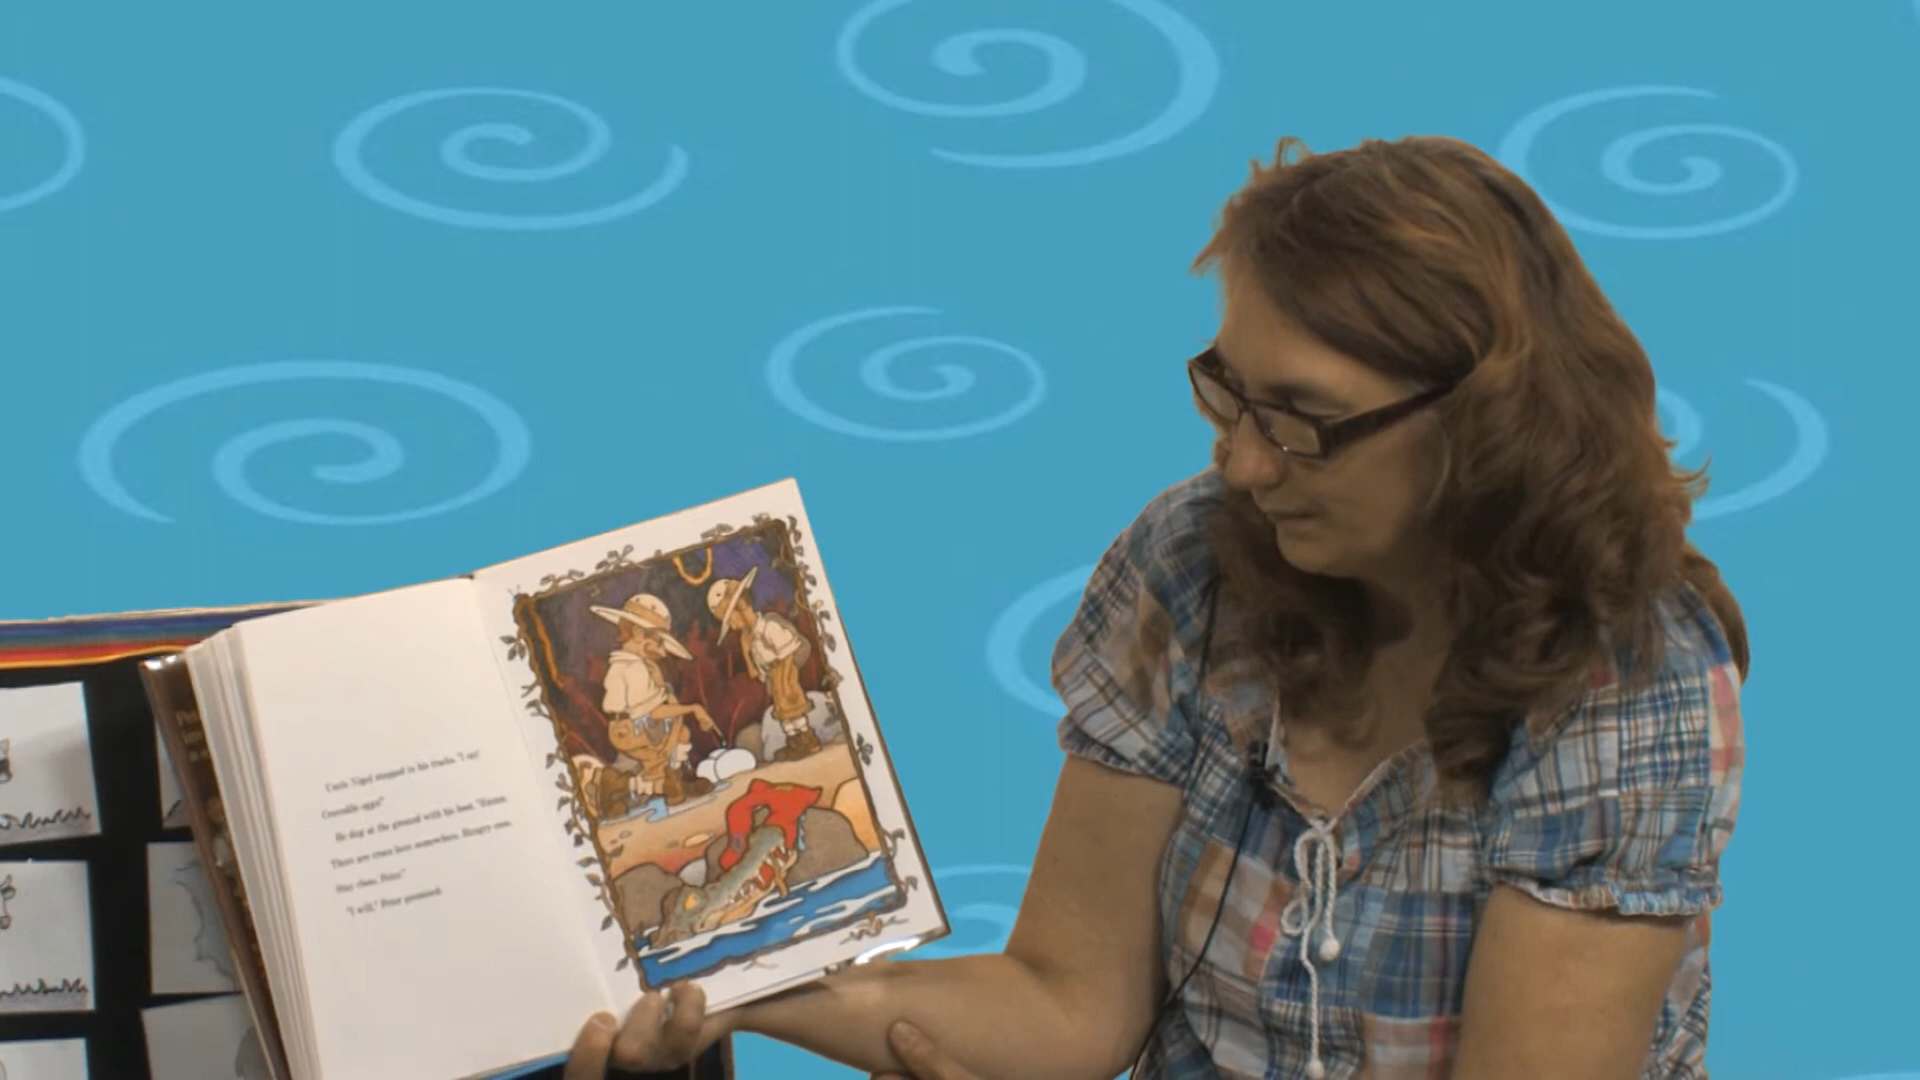 Uncle Nigel stopped in his tracks. "I say!
Crocodile eggs!"
He dug at the ground with his boot.
There are crocs here somewhere. Hungry ones.
Stay close, Peter."
"I will," Peter promised.